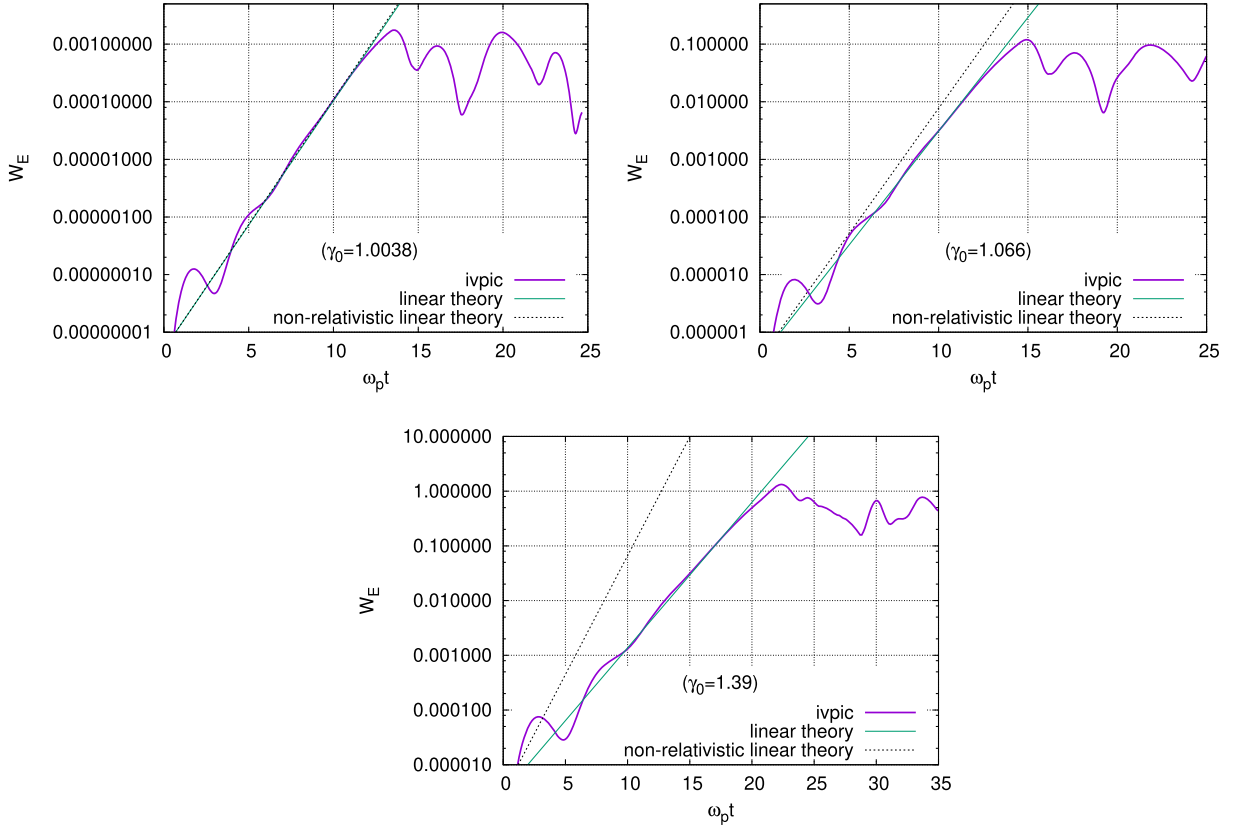 0.00100000
0.00010000
0.00001000
0.00000100
0.00000010
0.00000001
W_E
(γ₀=1.0038)
ivpic
linear theory
non-relativistic linear theory
0 5 10 15 20 25
ωₚt
0.100000
0.010000
0.001000
0.000100
0.000010
0.000001
W_E
(γ₀=1.066)
ivpic
linear theory
non-relativistic linear theory
0 5 10 15 20 25
ωₚt
10.000000
1.000000
0.100000
0.010000
0.001000
0.000100
0.000010
W_E
(γ₀=1.39)
ivpic
linear theory
non-relativistic linear theory
0 5 10 15 20 25 30 35
ωₚt